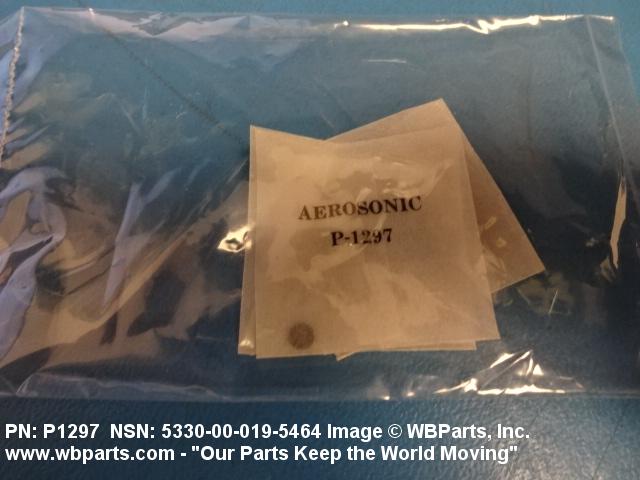 AEROSONIC
P-1297
PN: P1297 NSN: 5330-00-019-5464 Image © WBParts, Inc.
www.wbparts.com - "Our Parts Keep the World Moving"